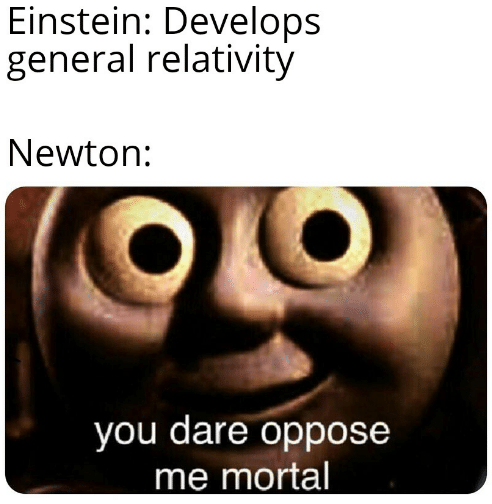 Einstein: Develops
general relativity
Newton:
you dare oppose
me mortal